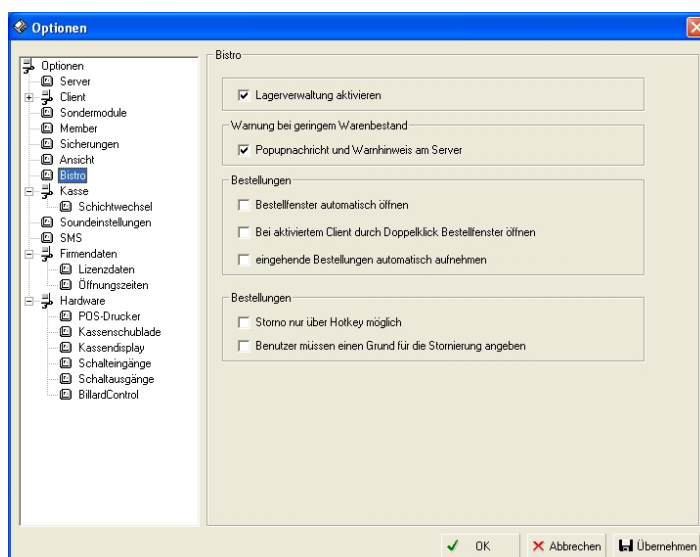 Optionen
Optionen
Server
Client
Sondermodule
Member
Sicherungen
Ansicht
Bistro
Kasse
Schichtwechsel
Soundeinstellungen
SMS
Firmendaten
Lizenzdaten
Öffnungszeiten
Hardware
POS-Drucker
Kassenschublade
Kassendisplay
Schalteingänge
Schaltausgänge
BillardControl
Bistro
Lagerverwaltung aktivieren
Warnung bei geringem Warenbestand
Popupnachricht und Warnhinweis am Server
Bestellungen
Bestellfenster automatisch öffnen
Bei aktiviertem Client durch Doppelklick Bestellfenster öffnen
eingehende Bestellungen automatisch aufnehmen
Bestellungen
Storno nur über Hotkey möglich
Benutzer müssen einen Grund für die Stornierung angeben
OK
Abbrechen
Übernehmen